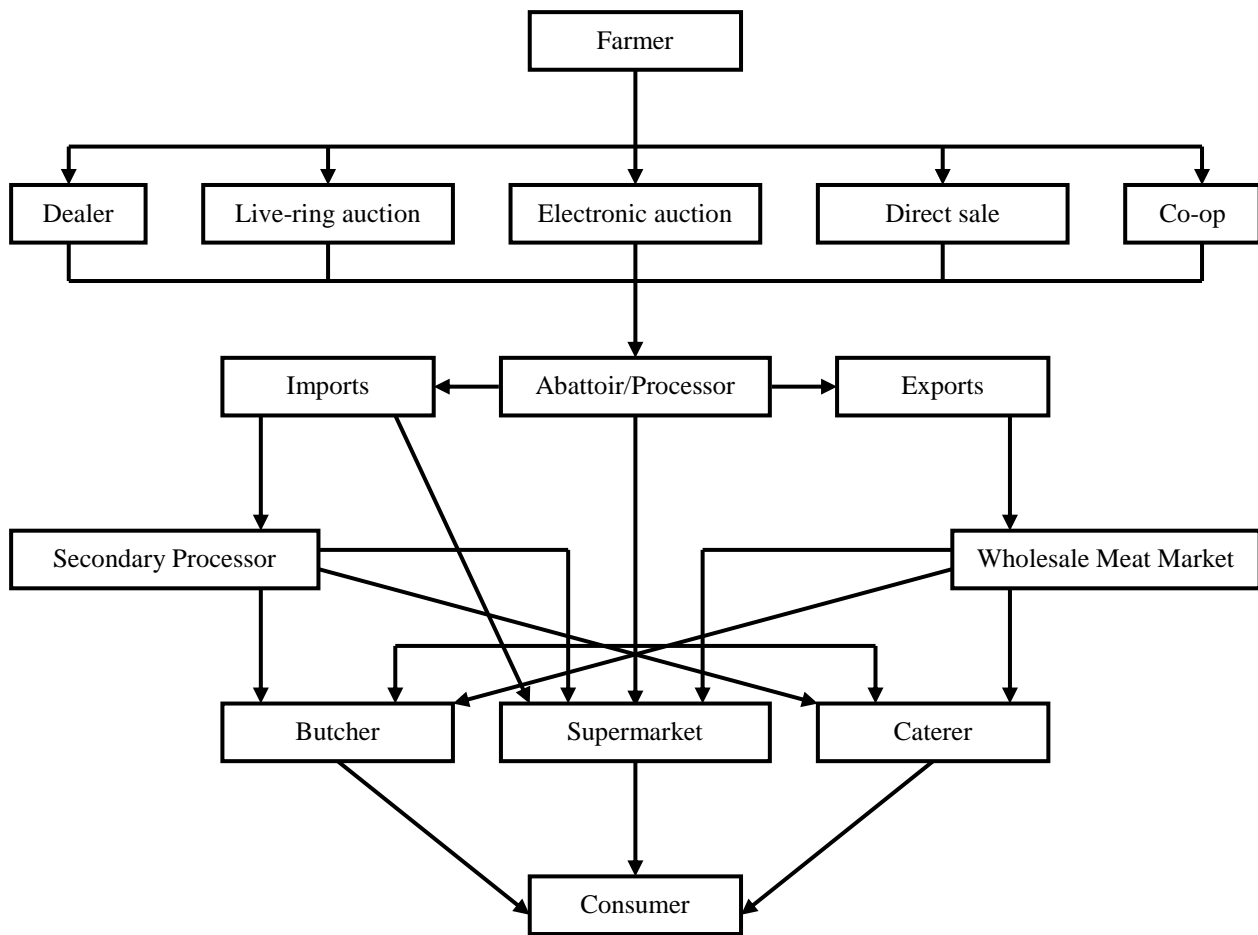 Farmer
Dealer
Live-ring auction
Electronic auction
Direct sale
Co-op
Imports
Abattoir/Processor
Exports
Secondary Processor
Wholesale Meat Market
Butcher
Supermarket
Caterer
Consumer